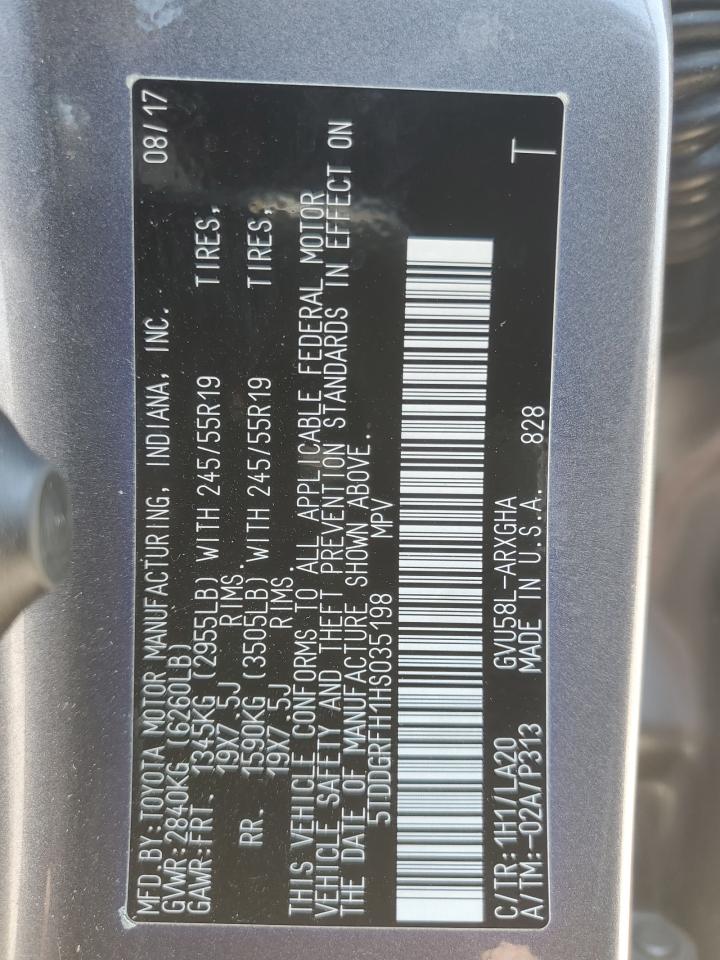 MFD.BY:TOYOTA MOTOR MANUFACTURING, INDIANA, INC. 08/17
GVWR:2840KG (6260LB)
GAWR:FRT. 1345KG (2955LB) WITH 245/55R19 TIRES,
19X7.5J RIMS.
RR. 1590KG (3505LB) WITH 245/55R19 TIRES,
19X7.5J RIMS.
THIS VEHICLE CONFORMS TO ALL APPLICABLE FEDERAL MOTOR
VEHICLE SAFETY AND THEFT PREVENTION STANDARDS IN EFFECT ON
THE DATE OF MANUFACTURE SHOWN ABOVE.
5TDDGRFH1HS035198 MPV
C/TR:1H1/LA20 GVU58L-ARXGHA
A/TM:-02A/P313 MADE IN U.S.A. 828 T